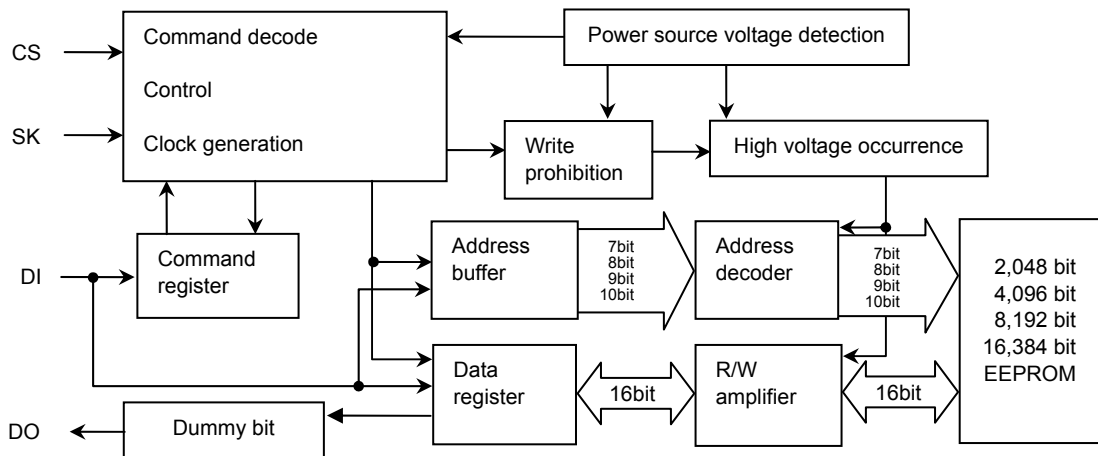 CS
SK
DI
DO
Command decode
Control
Clock generation
Power source voltage detection
Write
prohibition
High voltage occurrence
Command
register
Address
buffer
7bit
8bit
9bit
10bit
Address
decoder
7bit
8bit
9bit
10bit
2,048 bit
4,096 bit
8,192 bit
16,384 bit
EEPROM
Data
register
16bit
R/W
amplifier
16bit
Dummy bit